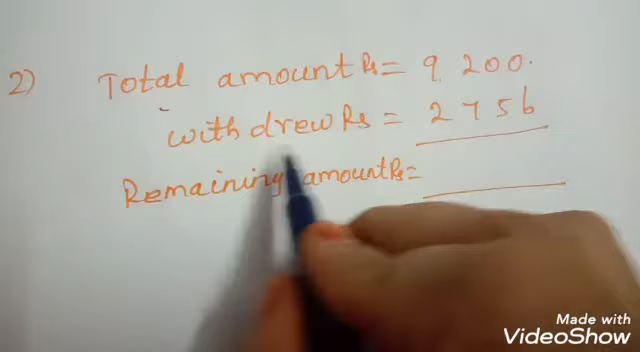 2) Total amount Rs = 9 200.
with drew Rs = 2756
Remaining amount Rs =
Made with
VideoShow